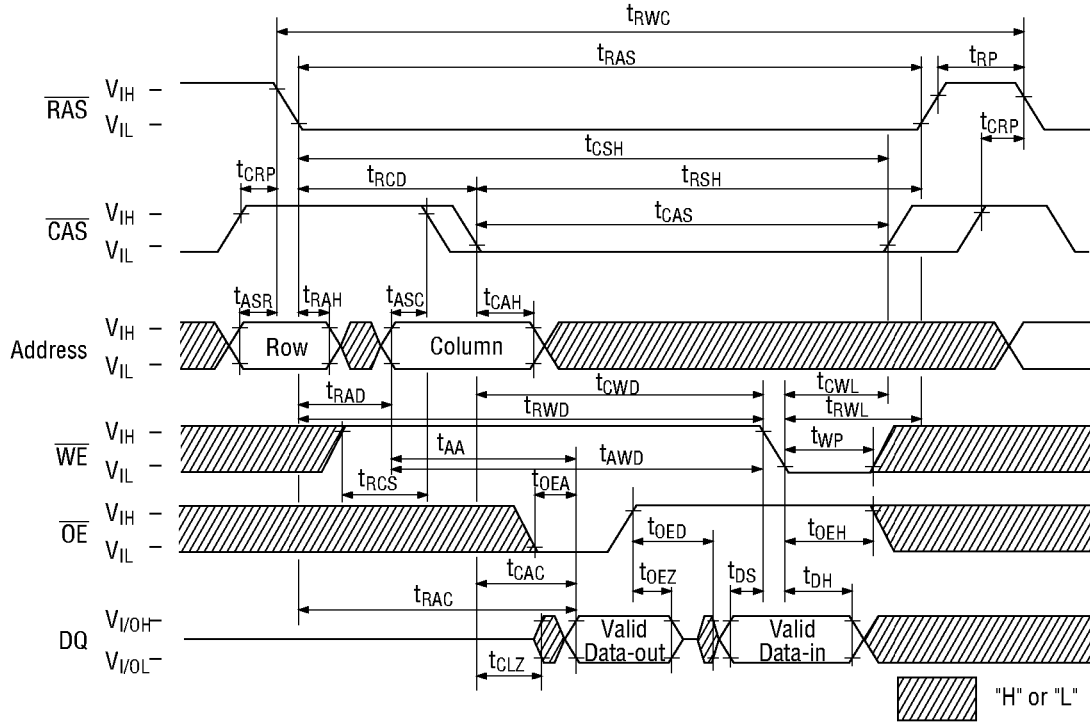 tRWC
tRAS
tRP
RAS
VIH
VIL
tCSH
tCRP
tCRP
tRCD
tRSH
CAS
VIH
VIL
tCAS
tASR
tRAH
tASC
tCAH
Address
VIH
VIL
Row
Column
tRAD
tCWD
tCWL
tRWD
tRWL
WE
VIH
VIL
tAA
tAWD
tWP
tRCS
tOEA
OE
VIH
VIL
tOED
tOEH
tCAC
tOEZ
tDS
tDH
tRAC
DQ
VI/OH
VI/OL
Valid
Data-out
Valid
Data-in
tCLZ
"H" or "L"